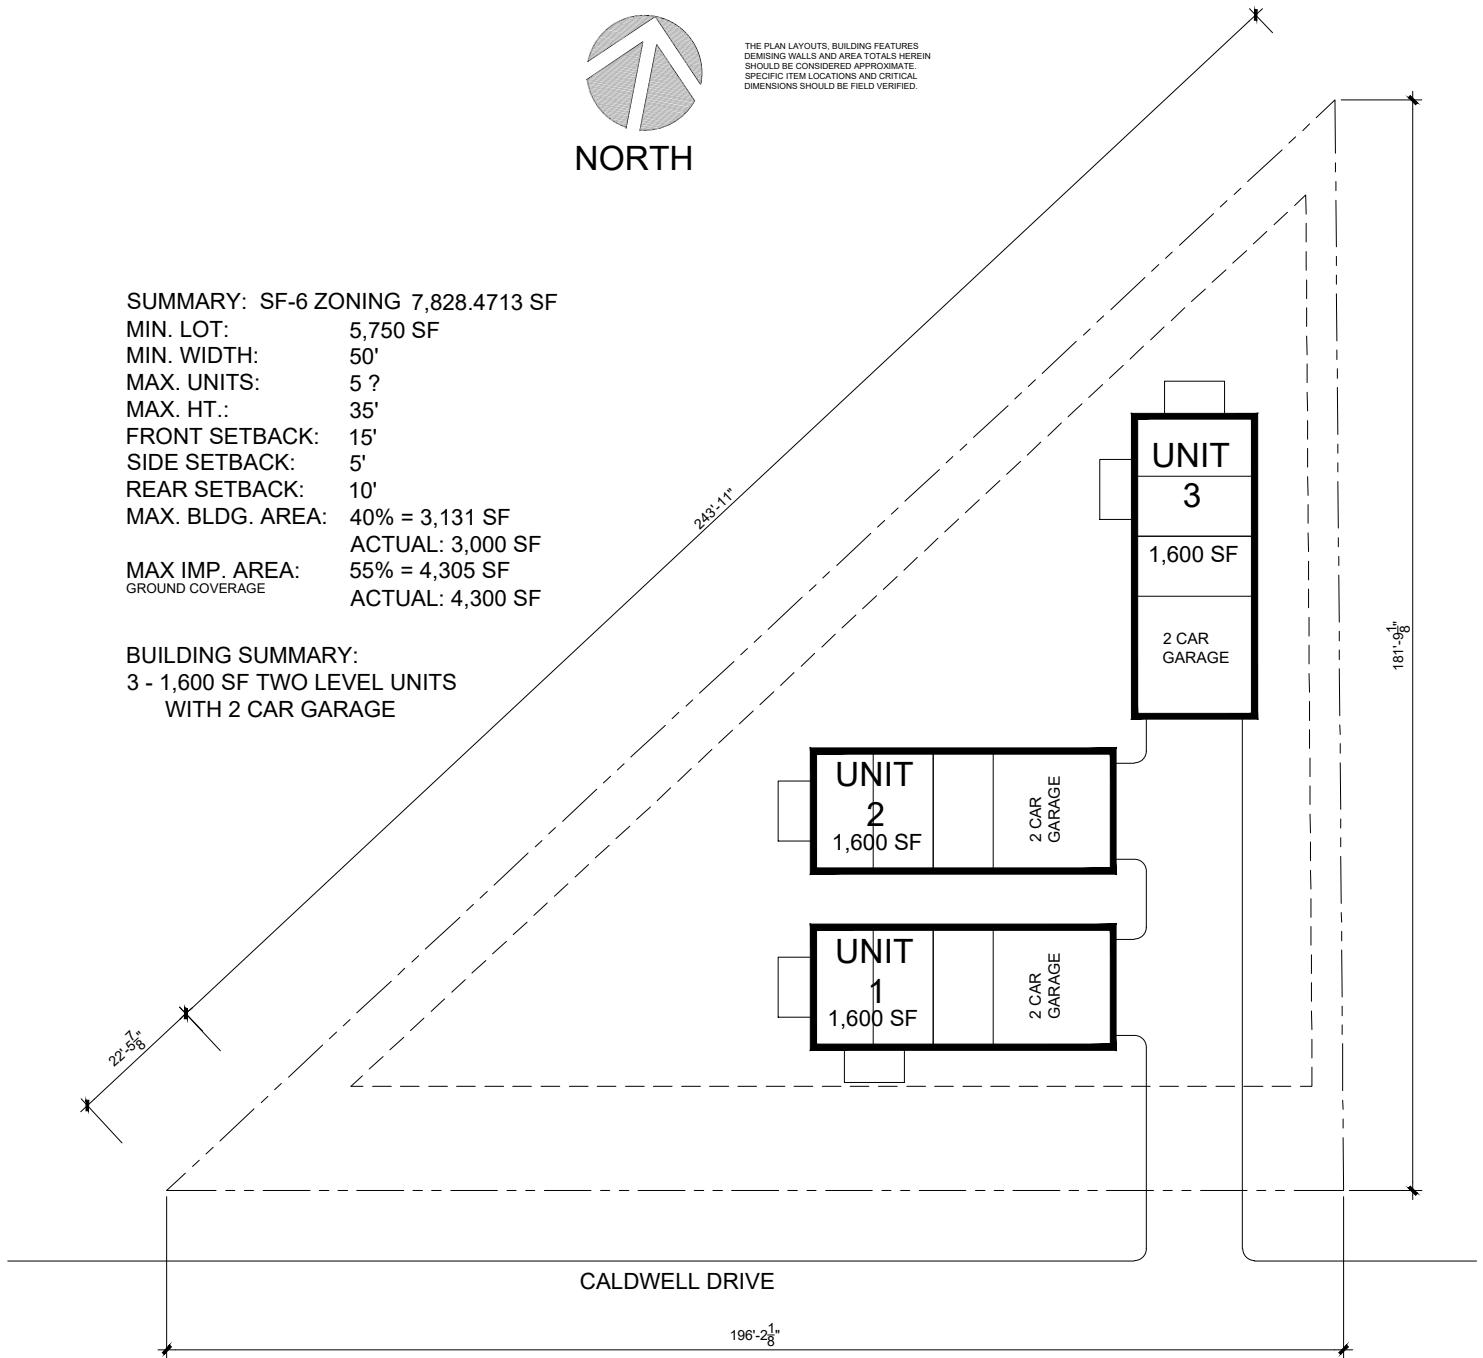 THE PLAN LAYOUTS, BUILDING FEATURES
DEMISING WALLS AND AREA TOTALS HEREIN
SHOULD BE CONSIDERED APPROXIMATE.
SPECIFIC ITEM LOCATIONS AND CRITICAL
DIMENSIONS SHOULD BE FIELD VERIFIED.
NORTH
SUMMARY: SF-6 ZONING 7,828.4713 SF
MIN. LOT: 5,750 SF
MIN. WIDTH: 50'
MAX. UNITS: 5 ?
MAX. HT.: 35'
FRONT SETBACK: 15'
SIDE SETBACK: 5'
REAR SETBACK: 10'
MAX. BLDG. AREA: 40% = 3,131 SF
ACTUAL: 3,000 SF
MAX IMP. AREA: 55% = 4,305 SF
GROUND COVERAGE
ACTUAL: 4,300 SF
BUILDING SUMMARY:
3 - 1,600 SF TWO LEVEL UNITS
WITH 2 CAR GARAGE
243'-11"
22'-5 7/8"
181'-9 1/8"
UNIT
3
1,600 SF
2 CAR
GARAGE
UNIT
2
1,600 SF
2 CAR
GARAGE
UNIT
1
1,600 SF
2 CAR
GARAGE
CALDWELL DRIVE
196'-2 1/8"